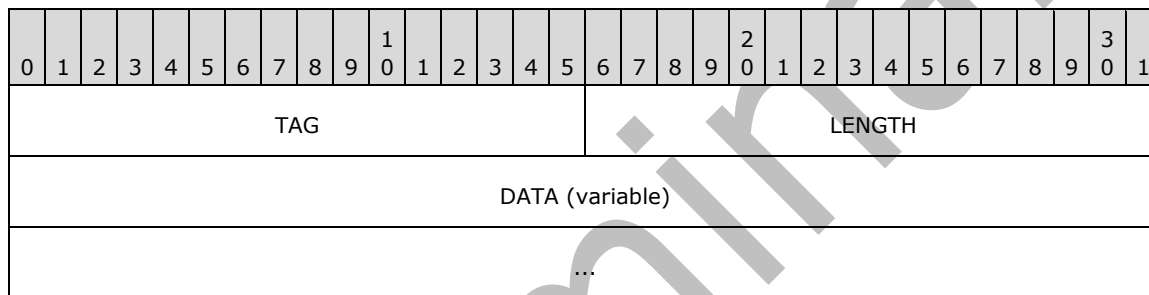 0 1 2 3 4 5 6 7 8 9 1 0 1 2 3 4 5 6 7 8 9 2 0 1 2 3 4 5 6 7 8 9 3 0 1
TAG LENGTH
DATA (variable)
...